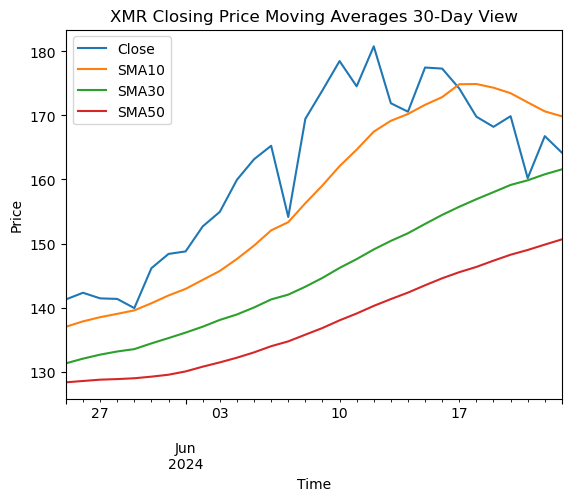 XMR Closing Price Moving Averages 30-Day View
Close
SMA10
SMA30
SMA50
180
170
160
150
140
130
Price
27
03
10
17
Jun
2024
Time